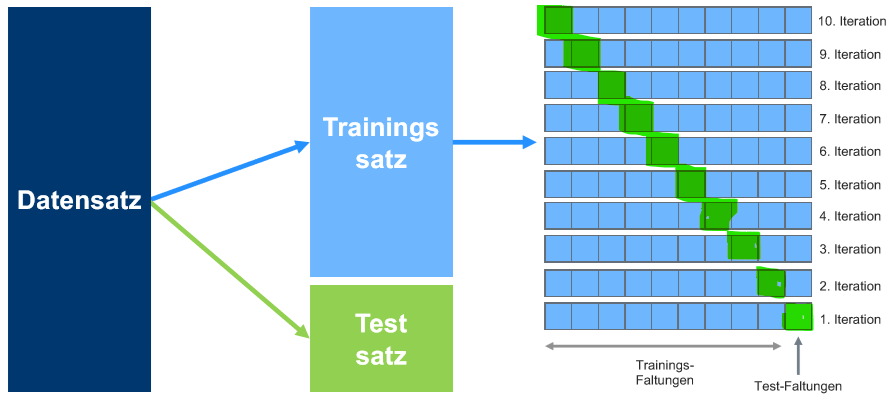 Datensatz
Trainings
satz
Test
satz
10. Iteration
9. Iteration
8. Iteration
7. Iteration
6. Iteration
5. Iteration
4. Iteration
3. Iteration
2. Iteration
1. Iteration
Trainings-
Faltungen
Test-Faltungen